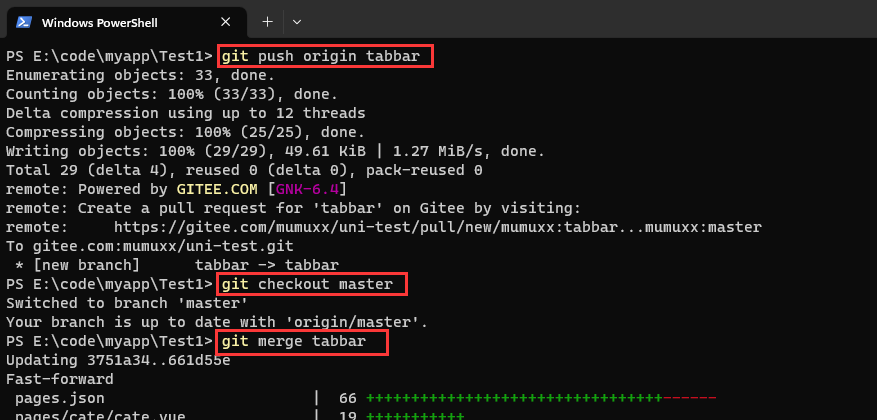 Windows PowerShell
PS E:\code\myapp\Test1> git push origin tabbar
Enumerating objects: 33, done.
Counting objects: 100% (33/33), done.
Delta compression using up to 12 threads
Compressing objects: 100% (25/25), done.
Writing objects: 100% (29/29), 49.61 KiB | 1.27 MiB/s, done.
Total 29 (delta 4), reused 0 (delta 0), pack-reused 0
remote: Powered by GITEE.COM [GNK-6.4]
remote: Create a pull request for 'tabbar' on Gitee by visiting:
remote:     https://gitee.com/mumuxx/uni-test/pull/new/mumuxx:tabbar...mumuxx:master
To gitee.com:mumuxx/uni-test.git
 * [new branch]      tabbar -> tabbar
PS E:\code\myapp\Test1> git checkout master
Switched to branch 'master'
Your branch is up to date with 'origin/master'.
PS E:\code\myapp\Test1> git merge tabbar
Updating 3751a34..661d55e
Fast-forward
 pages.json                       |  66 +++++++++++++++++++++++++++++++++------
 pages/cate/cate.vue              |  19 +++++++++++